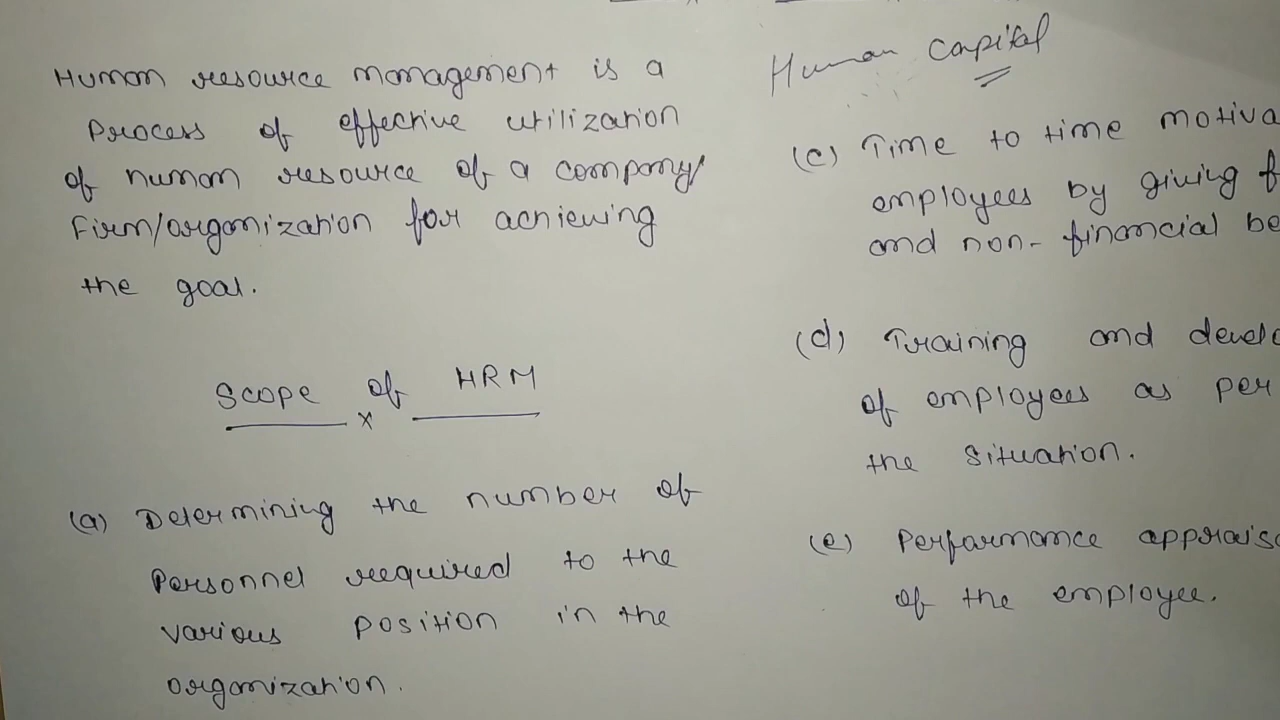 Human resource management is a
process of effective utilization
of human resource of a company/
firm/organization for achieving
the goal.
Scope of HRM
x
(a) Determining the number of
personnel required to the
various position in the
organization.
Human capital
(c) Time to time motiva
employees by giving f
and non-financial be
(d) Training and develo
of employees as per
the situation.
(e) Performance appraisa
of the employee.